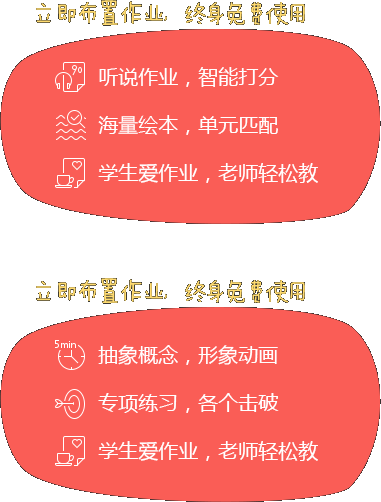 立即布置作业 终身免费使用
90
听说作业，智能打分
海量绘本，单元匹配
学生爱作业，老师轻松教
立即布置作业 终身免费使用
5min
抽象概念，形象动画
专项练习，各个击破
学生爱作业，老师轻松教